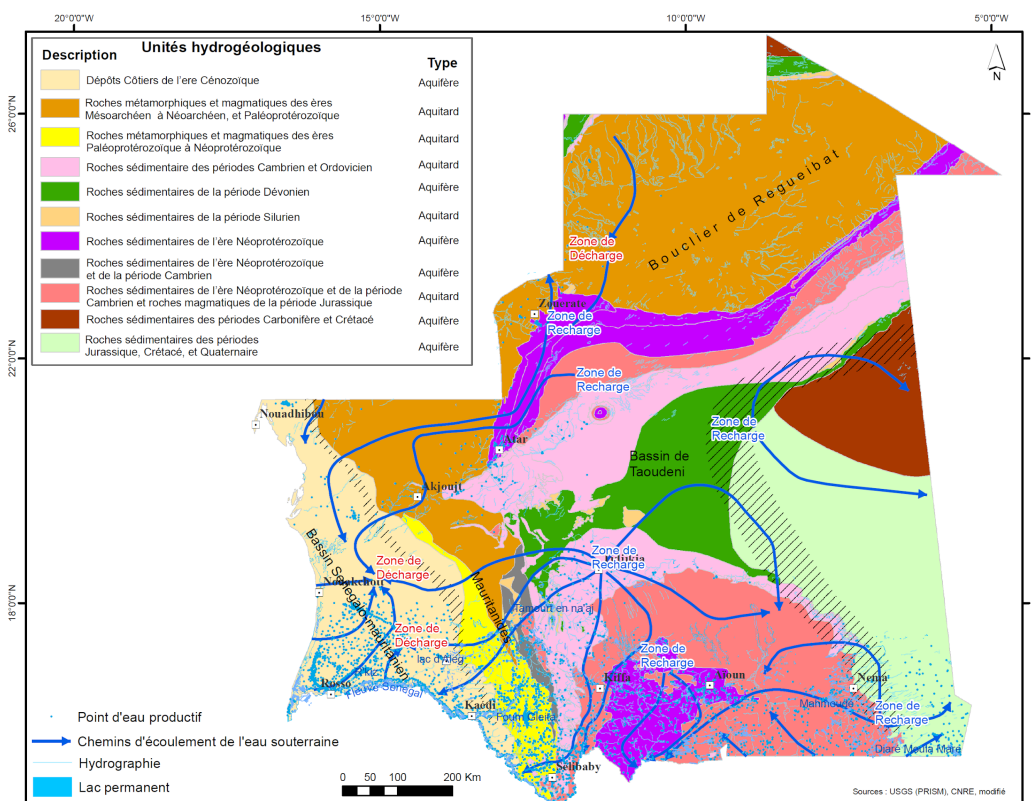 20°0'0"W
15°0'0"W
10°0'0"W
5°0'0"W
Unités hydrogéologiques
Description
Type
Dépôts Côtiers de l'ere Cénozoïque
Aquifère
Roches métamorphiques et magmatiques des ères
Mésoarchéen à Néoarchéen, et Paléoprotérozoïque
Aquitard
Roches métamorphiques et magmatiques des ères
Paléoprotérozoïque à Néoprotérozoïque
Aquitard
Roches sédimentaire des périodes Cambrien et Ordovicien
Aquitard
Roches sédimentaires de la période Dévonien
Aquifère
Roches sédimentaires de la période Silurien
Aquitard
Roches sédimentaires de l'ère Néoprotérozoïque
Aquifère
Roches sédimentaires de l'ère Néoprotérozoïque
et de la période Cambrien
Aquifère
Roches sédimentaires de l'ère Néoprotérozoïque et de la période
Cambrien et roches magmatiques de la période Jurassique
Aquitard
Roches sédimentaires des périodes Carbonifère et Crétacé
Aquifère
Roches sédimentaires des périodes
Jurassique, Crétacé, et Quaternaire
Aquifère
N
26°0'0"N
22°0'0"N
18°0'0"N
Bouclier de Regueibat
Zone de
Décharge
Zouerate
Zone de
Recharge
Zone de
Recharge
Nouadhibou
Atar
Zone de
Recharge
Bassin de
Taoudeni
Akjoujt
Bassin Sénégalo mauritanien
Zone de
Décharge
Mauritanides
Zone de
Recharge
Tidjikja
Nouakchott
Tamourt en na'aj
Zone de
Décharge
lac d'Aleg
Zone de
Recharge
R'kiz
Rosso
Fleuve Sénégal
Kaédi
Foum Gleita
Kiffa
Aioun
Nema
Mahmouda
Zone de
Recharge
Diaré Moula Maré
Sélibaby
Point d'eau productif
Chemins d'écoulement de l'eau souterraine
Hydrographie
Lac permanent
0 50 100 200 Km
Sources : USGS (PRISM), CNRE, modifié